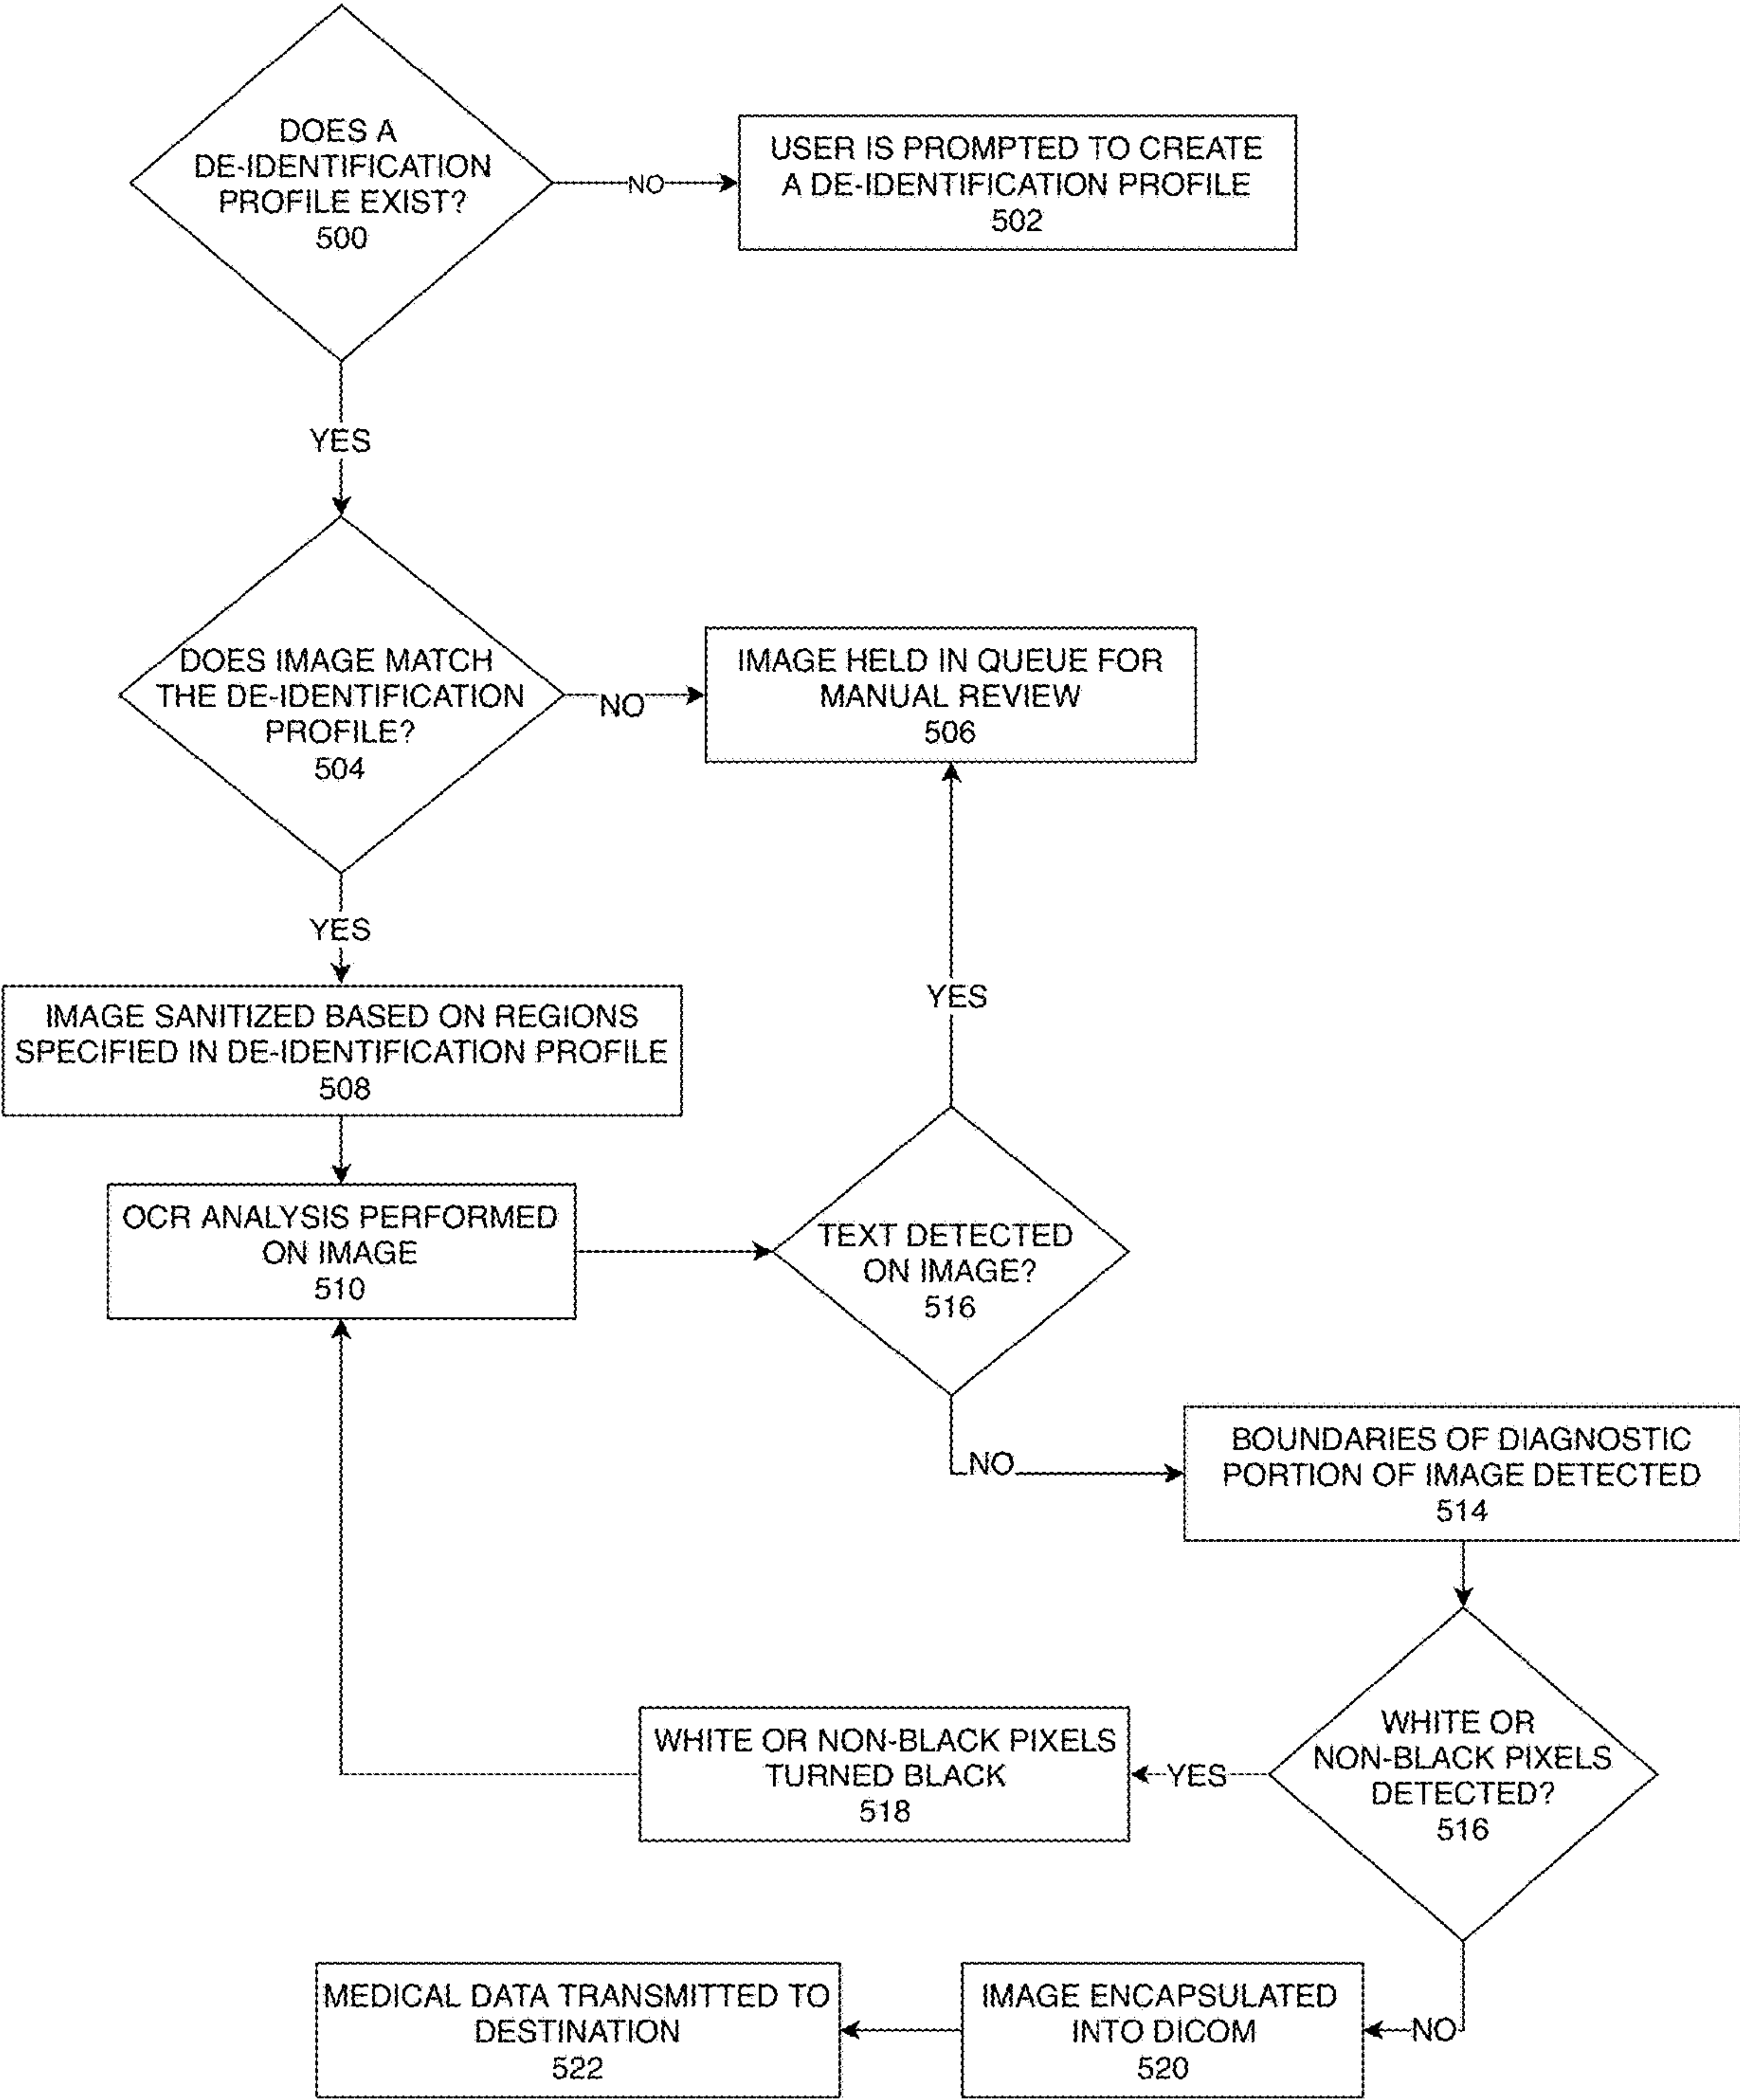 DOES A
DE-IDENTIFICATION
PROFILE EXIST?
500
NO
USER IS PROMPTED TO CREATE
A DE-IDENTIFICATION PROFILE
502
YES
DOES IMAGE MATCH
THE DE-IDENTIFICATION
PROFILE?
504
NO
IMAGE HELD IN QUEUE FOR
MANUAL REVIEW
506
YES
IMAGE SANITIZED BASED ON REGIONS
SPECIFIED IN DE-IDENTIFICATION PROFILE
508
OCR ANALYSIS PERFORMED
ON IMAGE
510
YES
TEXT DETECTED
ON IMAGE?
516
NO
BOUNDARIES OF DIAGNOSTIC
PORTION OF IMAGE DETECTED
514
WHITE OR
NON-BLACK PIXELS
DETECTED?
516
YES
WHITE OR NON-BLACK PIXELS
TURNED BLACK
518
NO
IMAGE ENCAPSULATED
INTO DICOM
520
MEDICAL DATA TRANSMITTED TO
DESTINATION
522